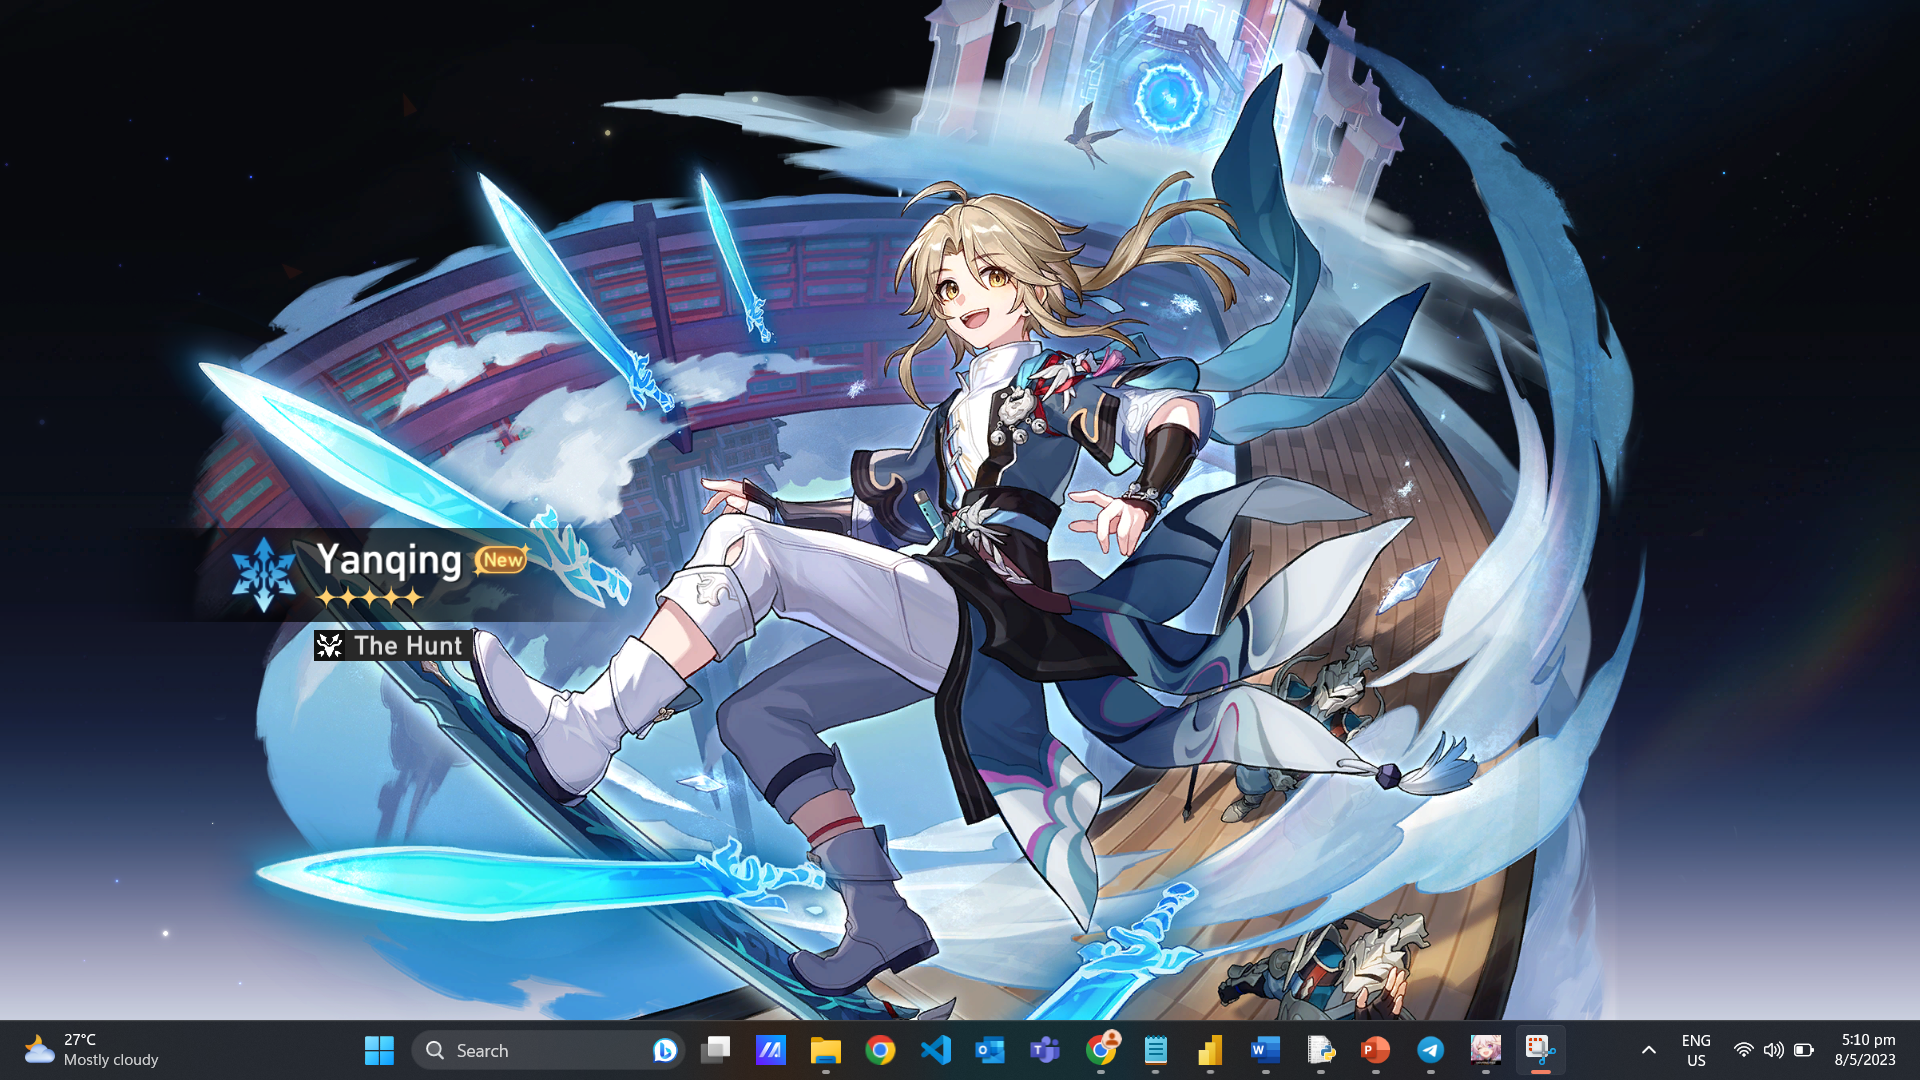 Yanqing New
The Hunt
27°C
Mostly cloudy
Search
ENG
US
5:10 pm
8/5/2023